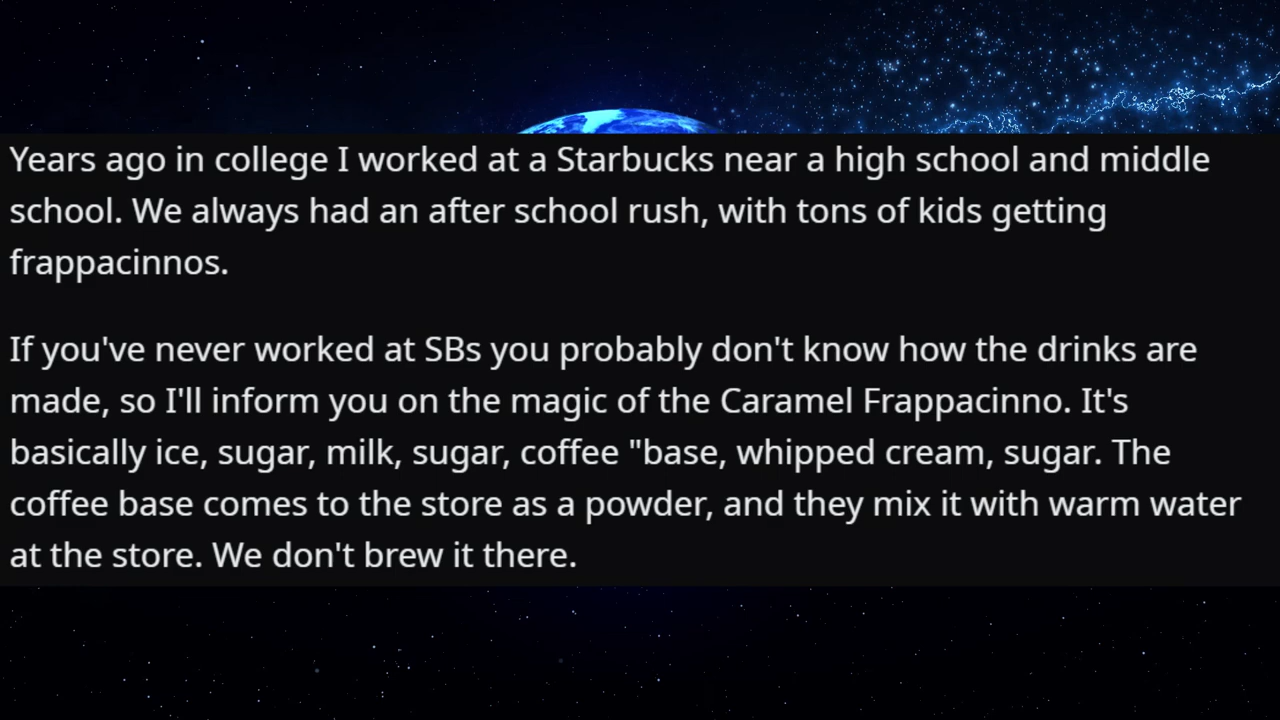 Years ago in college I worked at a Starbucks near a high school and middle
school. We always had an after school rush, with tons of kids getting
frappacinnos.
If you've never worked at SBs you probably don't know how the drinks are
made, so I'll inform you on the magic of the Caramel Frappacinno. It's
basically ice, sugar, milk, sugar, coffee "base, whipped cream, sugar. The
coffee base comes to the store as a powder, and they mix it with warm water
at the store. We don't brew it there.